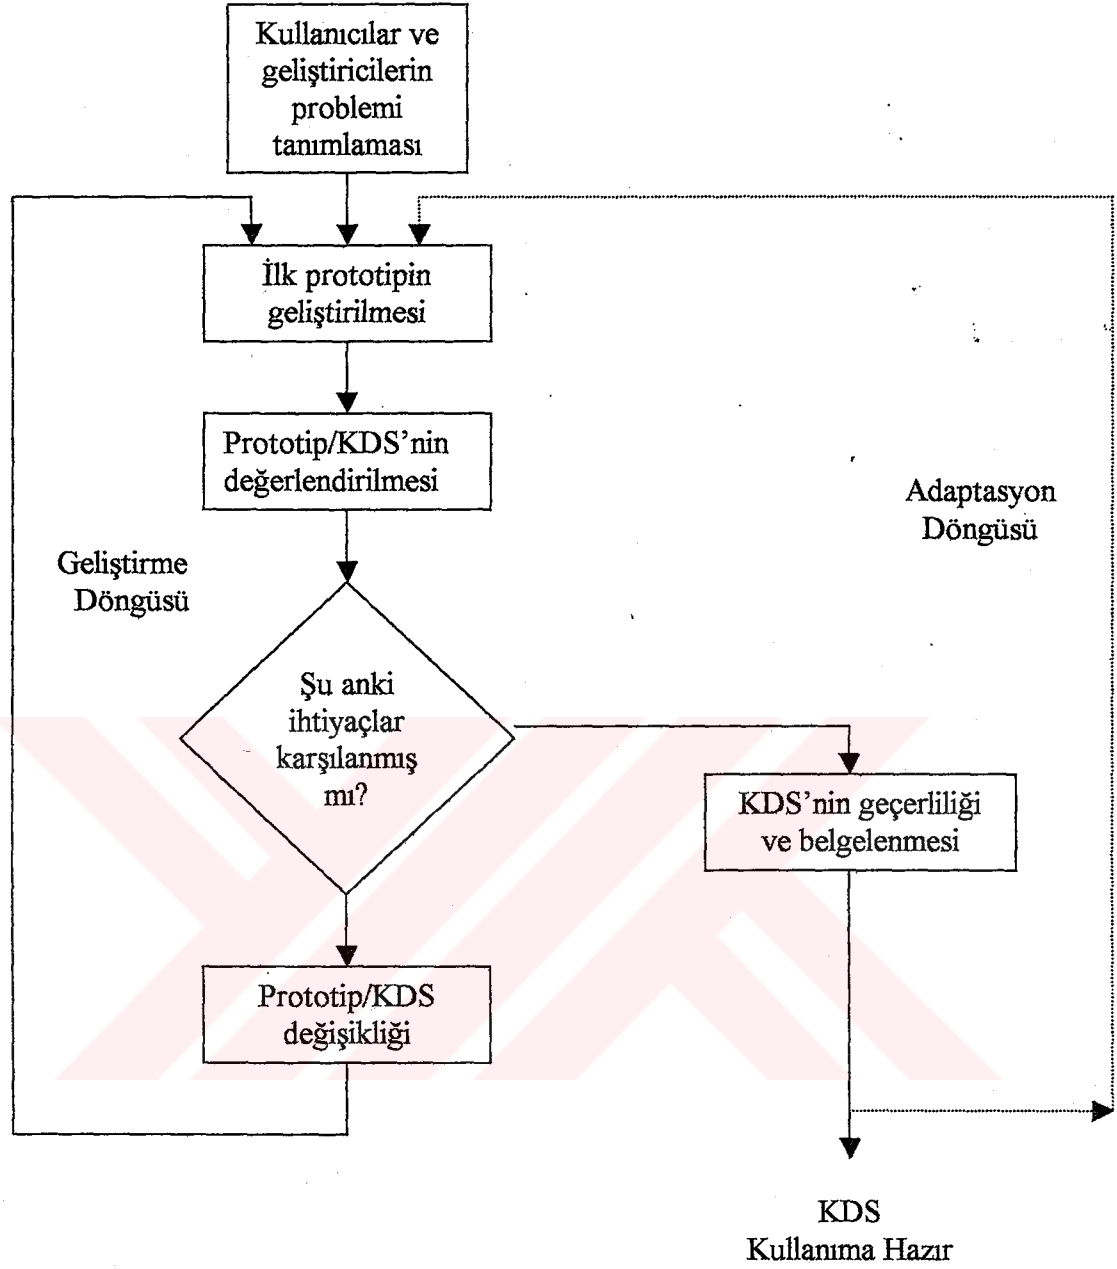 Kullanıcılar ve
geliştiricilerin
problemi
tanımlaması
İlk prototipin
geliştirilmesi
Prototip/KDS'nin
değerlendirilmesi
Adaptasyon
Döngüsü
Geliştirme
Döngüsü
Şu anki
ihtiyaçlar
karşılanmış
mı?
KDS'nin geçerliliği
ve belgelenmesi
Prototip/KDS
değişikliği
KDS
Kullanıma Hazır